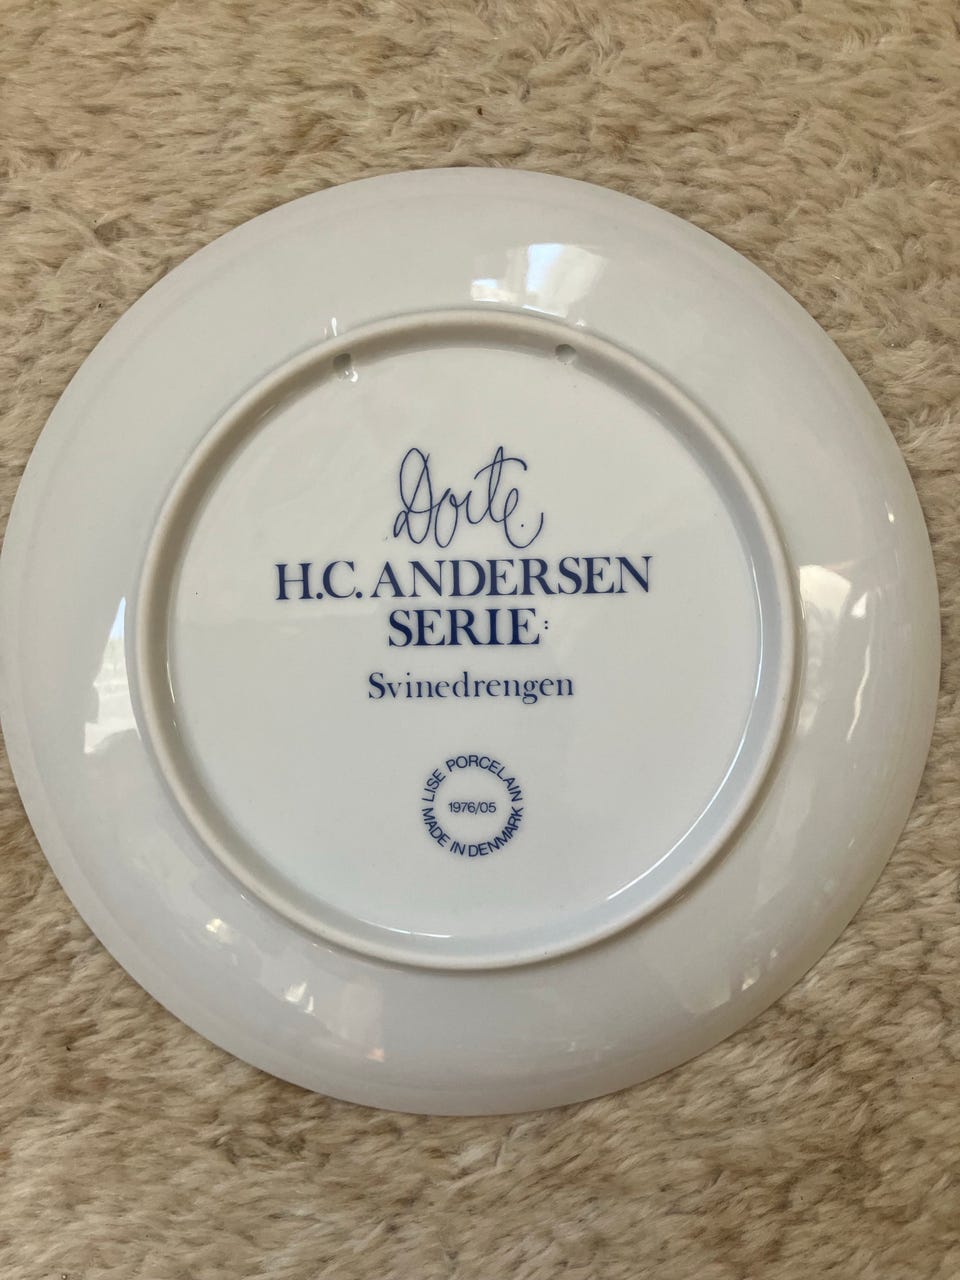 Dorte.
H.C. ANDERSEN
SERIE:
Svinedrengen
LISE PORCELAIN
1976/05
MADE IN DENMARK